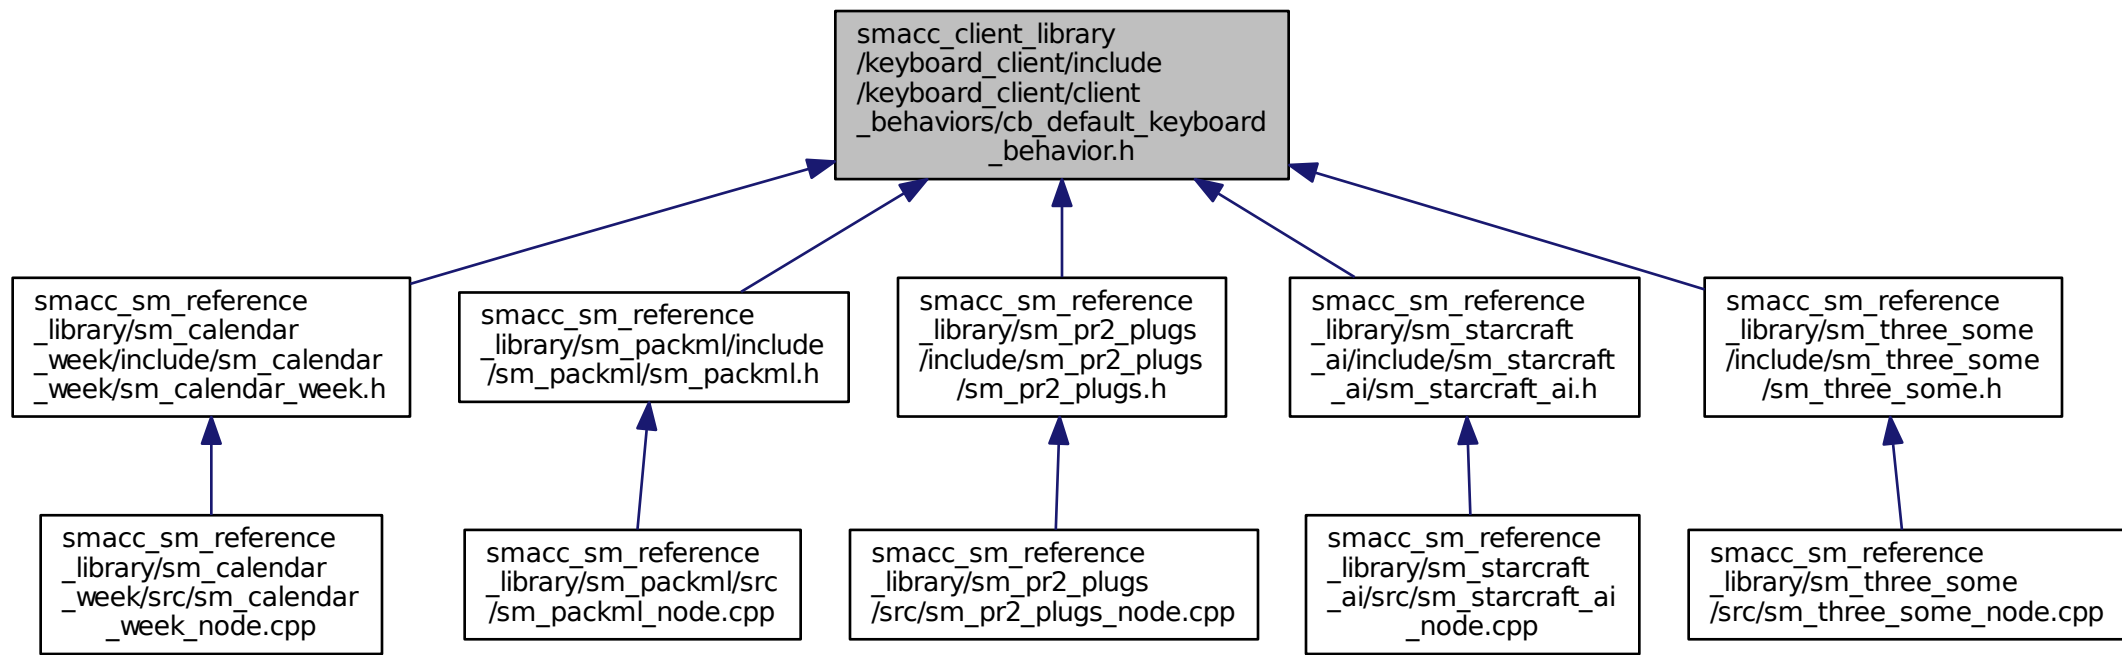 smacc_client_library
/keyboard_client/include
/keyboard_client/client
_behaviors/cb_default_keyboard
_behavior.h
smacc_sm_reference
_library/sm_calendar
_week/include/sm_calendar
_week/sm_calendar_week.h
smacc_sm_reference
_library/sm_packml/include
/sm_packml/sm_packml.h
smacc_sm_reference
_library/sm_pr2_plugs
/include/sm_pr2_plugs
/sm_pr2_plugs.h
smacc_sm_reference
_library/sm_starcraft
_ai/include/sm_starcraft
_ai/sm_starcraft_ai.h
smacc_sm_reference
_library/sm_three_some
/include/sm_three_some
/sm_three_some.h
smacc_sm_reference
_library/sm_calendar
_week/src/sm_calendar
_week_node.cpp
smacc_sm_reference
_library/sm_packml/src
/sm_packml_node.cpp
smacc_sm_reference
_library/sm_pr2_plugs
/src/sm_pr2_plugs_node.cpp
smacc_sm_reference
_library/sm_starcraft
_ai/src/sm_starcraft_ai
_node.cpp
smacc_sm_reference
_library/sm_three_some
/src/sm_three_some_node.cpp